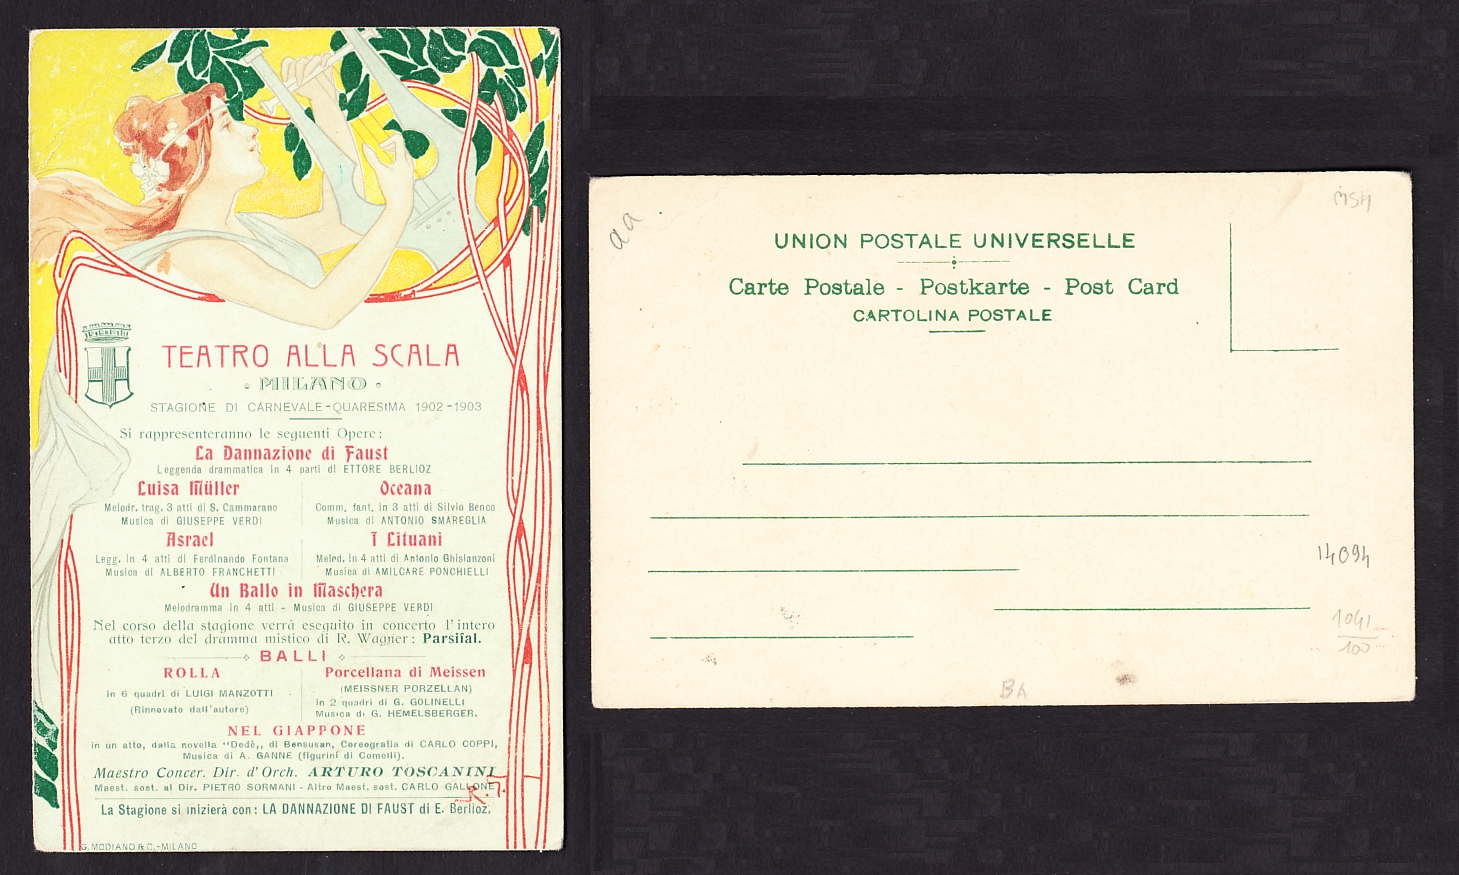 TEATRO ALLA SCALA
MILANO
STAGIONE DI CARNEVALE-QUARESIMA 1902-1903
Si rappresenteranno le seguenti Opere:
La Dannazione di Faust
Leggenda drammatica in 4 parti di ETTORE BERLIOZ
Luisa Müller
Melodr. trag. 3 atti di S. Cammarano
Musica di GIUSEPPE VERDI
Oceana
Comm. fant. in 3 atti di Silvio Benco
Musica di ANTONIO SMAREGLIA
Asrael
Legg. in 4 atti di Ferdinando Fontana
Musica di ALBERTO FRANCHETTI
I Lituani
Melod. in 4 atti di Antonio Ghislanzoni
Musica di AMILCARE PONCHIELLI
Un Ballo in Maschera
Melodramma in 4 atti - Musica di GIUSEPPE VERDI
Nel corso della stagione verrà eseguito in concerto l'intero
atto terzo del dramma mistico di R. Wagner: Parsifal.
BALLI
ROLLA
in 6 quadri di LUIGI MANZOTTI
(Rinnovato dall'autore)
Porcellana di Meissen
(MEISSNER PORZELLAN)
in 2 quadri di G. GOLINELLI
Musica di G. HEMELSBERGER.
NEL GIAPPONE
in un atto, dalla novella "Dedè,, di Bensusan, Coreografia di CARLO COPPI,
Musica di A. GANNE (figurini di Comelli).
Maestro Concer. Dir. d'Orch. ARTURO TOSCANINI
Maest. sost. al Dir. PIETRO SORMANI - Altro Maest. sost. CARLO GALLONE
La Stagione si inizierà con: LA DANNAZIONE DI FAUST di E. Berlioz.
G. MODIANO & C.-MILANO
aa
UNION POSTALE UNIVERSELLE
Carte Postale - Postkarte - Post Card
CARTOLINA POSTALE
14094
1041
100
BA